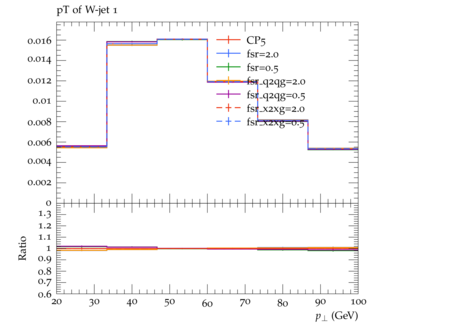 pT of W-jet 1
0.016
0.014
0.012
0.01
0.008
0.006
0.004
0.002
0
CP5
fsr=2.0
fsr=0.5
fsr_q2qg=2.0
fsr_q2qg=0.5
fsr_x2xg=2.0
fsr_x2xg=0.5
1.3
1.2
1.1
1
0.9
0.8
0.7
0.6
Ratio
20 30 40 50 60 70 80 90 100
p⊥ (GeV)